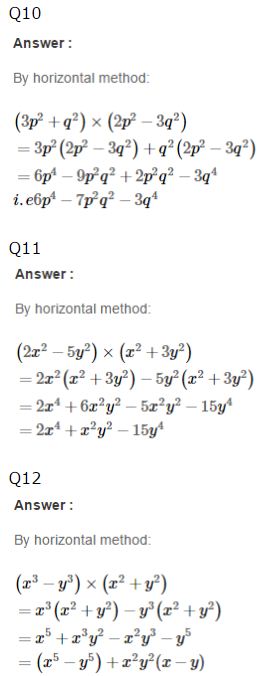 Q10
Answer :
By horizontal method:
(3p² + q²) × (2p² − 3q²)
= 3p²(2p² − 3q²) + q²(2p² − 3q²)
= 6p⁴ − 9p²q² + 2p²q² − 3q⁴
i.e6p⁴ − 7p²q² − 3q⁴
Q11
Answer :
By horizontal method:
(2x² − 5y²) × (x² + 3y²)
= 2x²(x² + 3y²) − 5y²(x² + 3y²)
= 2x⁴ + 6x²y² − 5x²y² − 15y⁴
= 2x⁴ + x²y² − 15y⁴
Q12
Answer :
By horizontal method:
(x³ − y³) × (x² + y²)
= x³(x² + y²) − y³(x² + y²)
= x⁵ + x³y² − x²y³ − y⁵
= (x⁵ − y⁵) + x²y²(x − y)